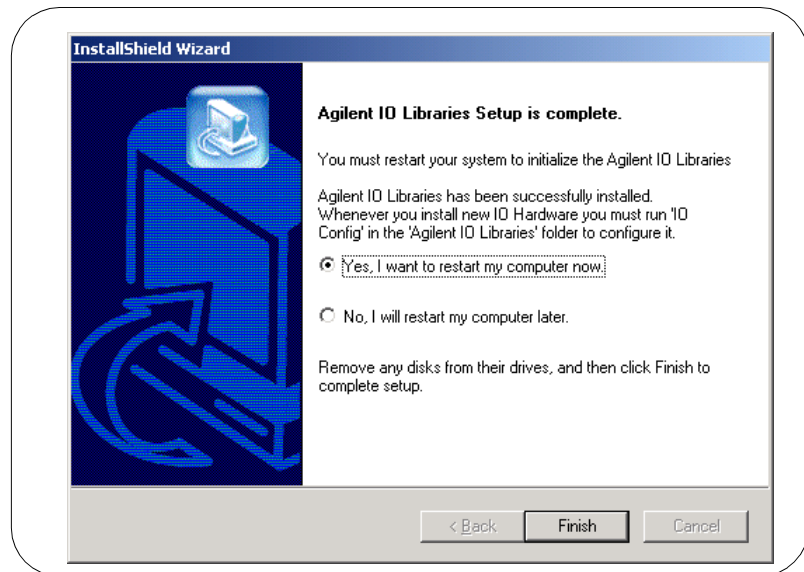 InstallShield Wizard
Agilent IO Libraries Setup is complete.
You must restart your system to initialize the Agilent IO Libraries
Agilent IO Libraries has been successfully installed.
Whenever you install new IO Hardware you must run 'IO
Config' in the 'Agilent IO Libraries' folder to configure it.
Yes, I want to restart my computer now.
No, I will restart my computer later.
Remove any disks from their drives, and then click Finish to
complete setup.
< Back
Finish
Cancel